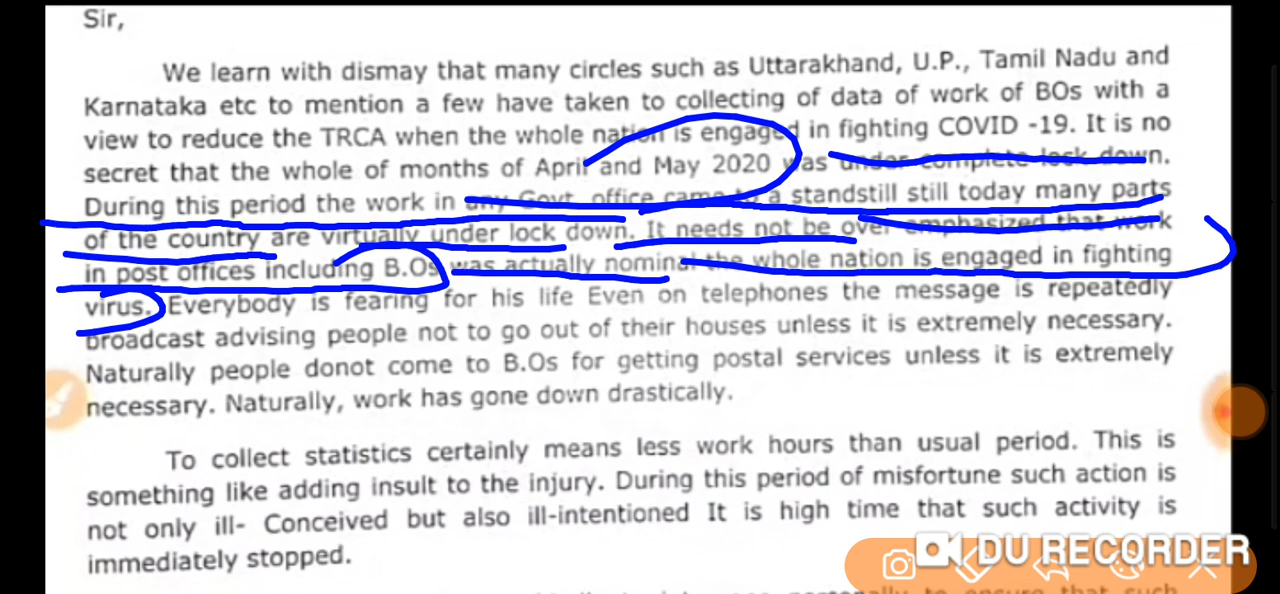 Sir,
We learn with dismay that many circles such as Uttarakhand, U.P., Tamil Nadu and
Karnataka etc to mention a few have taken to collecting of data of work of BOs with a
view to reduce the TRCA when the whole nation is engaged in fighting COVID -19. It is no
secret that the whole of months of April and May 2020 was under complete lock down.
During this period the work in any Govt. office came to a standstill still today many parts
of the country are virtually under lock down. It needs not be over emphasized that work
in post offices including B.Os was actually nominal the whole nation is engaged in fighting
virus. Everybody is fearing for his life Even on telephones the message is repeatedly
broadcast advising people not to go out of their houses unless it is extremely necessary.
Naturally people donot come to B.Os for getting postal services unless it is extremely
necessary. Naturally, work has gone down drastically.
To collect statistics certainly means less work hours than usual period. This is
something like adding insult to the injury. During this period of misfortune such action is
not only ill- Conceived but also ill-intentioned It is high time that such activity is
immediately stopped.
DU RECORDER